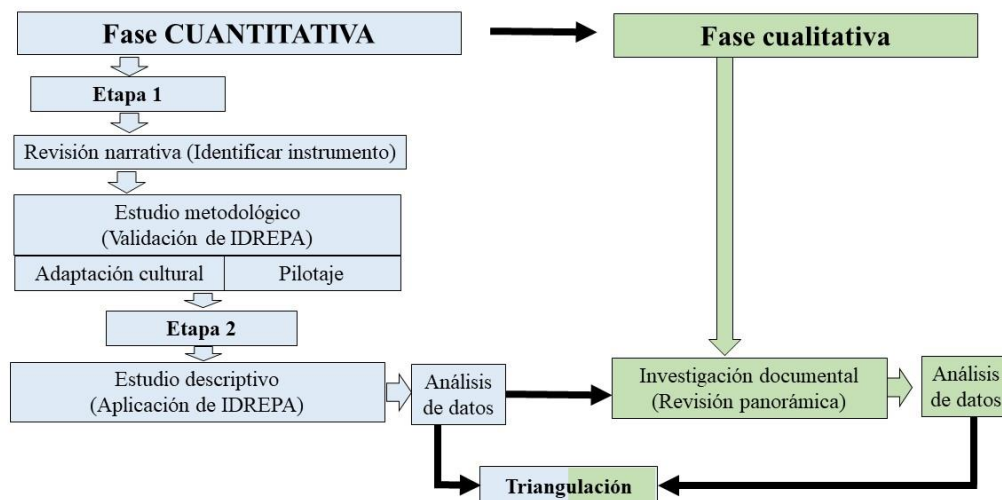 Fase CUANTITATIVA
Fase cualitativa
Etapa 1
Revisión narrativa (Identificar instrumento)
Estudio metodológico
(Validación de IDREPA)
Adaptación cultural
Pilotaje
Etapa 2
Estudio descriptivo
(Aplicación de IDREPA)
Análisis
de datos
Investigación documental
(Revisión panorámica)
Análisis
de datos
Triangulación